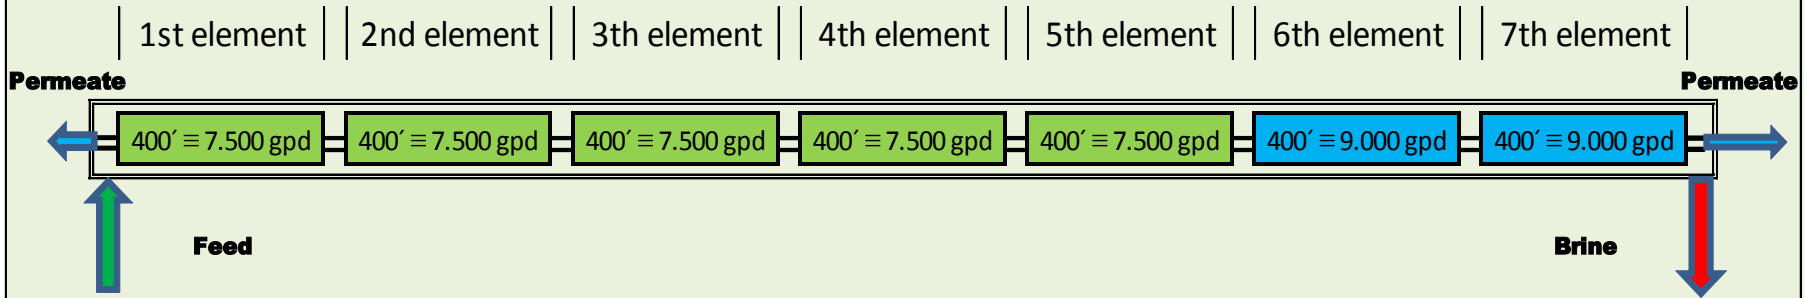 1st element 2nd element 3th element 4th element 5th element 6th element 7th element
Permeate Permeate
400´ ≡ 7.500 gpd 400´ ≡ 7.500 gpd 400´ ≡ 7.500 gpd 400´ ≡ 7.500 gpd 400´ ≡ 7.500 gpd 400´ ≡ 9.000 gpd 400´ ≡ 9.000 gpd
Feed Brine